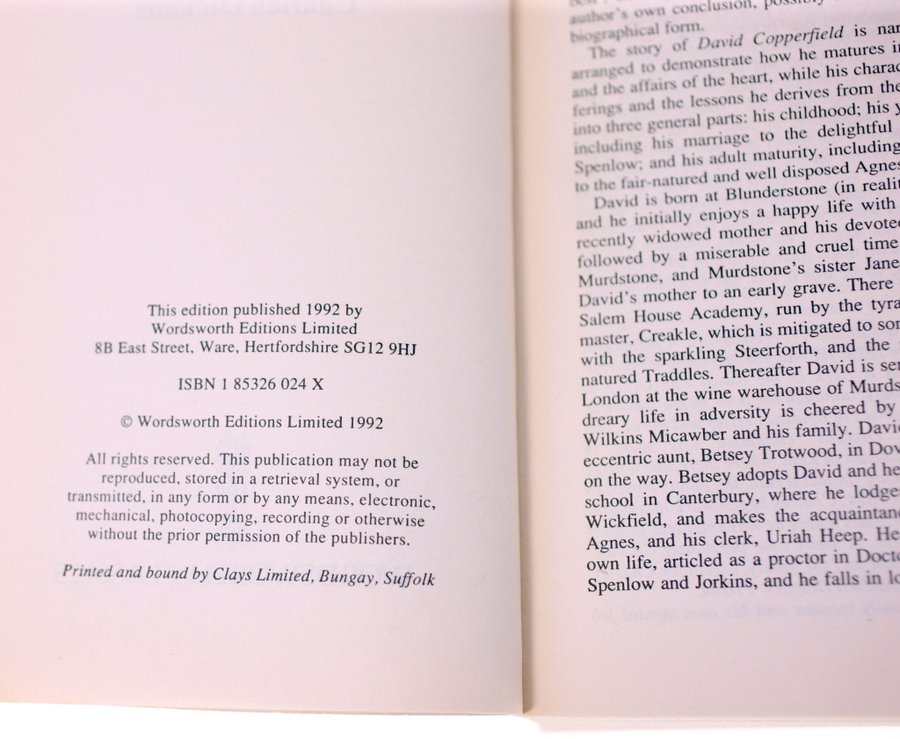 This edition published 1992 by
Wordsworth Editions Limited
8B East Street, Ware, Hertfordshire SG12 9HJ
ISBN 1 85326 024 X
© Wordsworth Editions Limited 1992
All rights reserved. This publication may not be
reproduced, stored in a retrieval system, or
transmitted, in any form or by any means, electronic,
mechanical, photocopying, recording or otherwise
without the prior permission of the publishers.
Printed and bound by Clays Limited, Bungay, Suffolk
author's own conclusion, possibly
biographical form.
The story of David Copperfield is
arranged to demonstrate how he matures
and the affairs of the heart, while his
ferings and the lessons he derives from
into three general parts: his childhood; his
including his marriage to the delightful
Spenlow; and his adult maturity, including
to the fair-natured and well disposed Agnes
David is born at Blunderstone (in
and he initially enjoys a happy life with
recently widowed mother and his
followed by a miserable and cruel time
Murdstone, and Murdstone's sister Jane
David's mother to an early grave. There
Salem House Academy, run by the
master, Creakle, which is mitigated to
with the sparkling Steerforth, and the
natured Traddles. Thereafter David is
London at the wine warehouse of
dreary life in adversity is cheered by
Wilkins Micawber and his family.
eccentric aunt, Betsey Trotwood, in
on the way. Betsey adopts David and
school in Canterbury, where he
Wickfield, and makes the
Agnes, and his clerk, Uriah Heep.
own life, articled as a proctor in
Spenlow and Jorkins, and he falls in